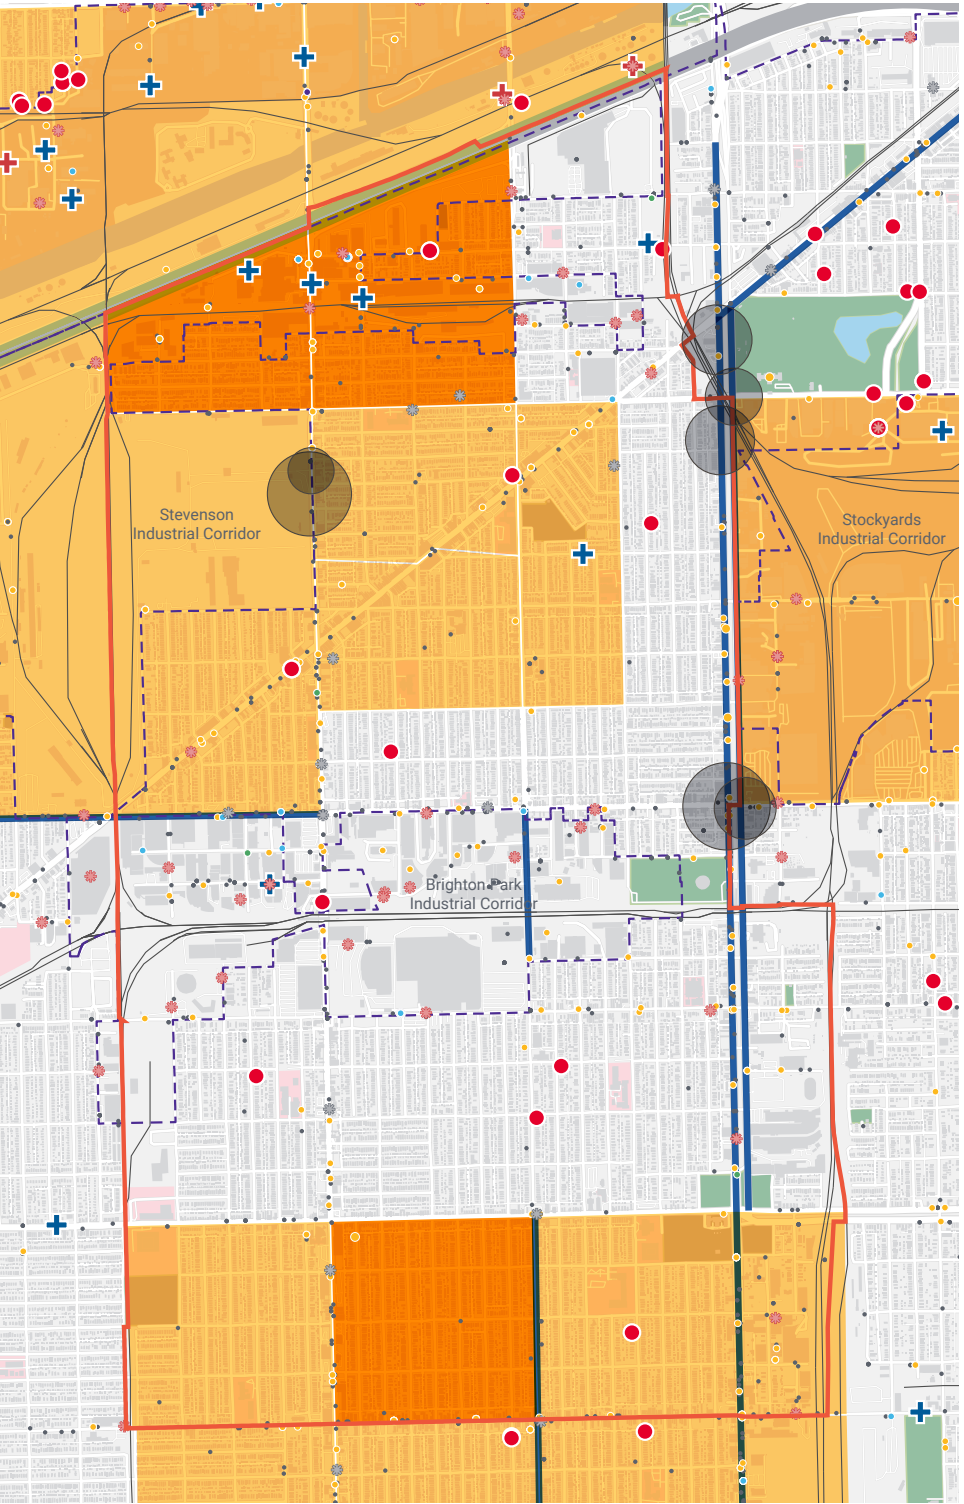 Stevenson
Industrial Corridor
Stockyards
Industrial Corridor
Brighton Park
Industrial Corridor